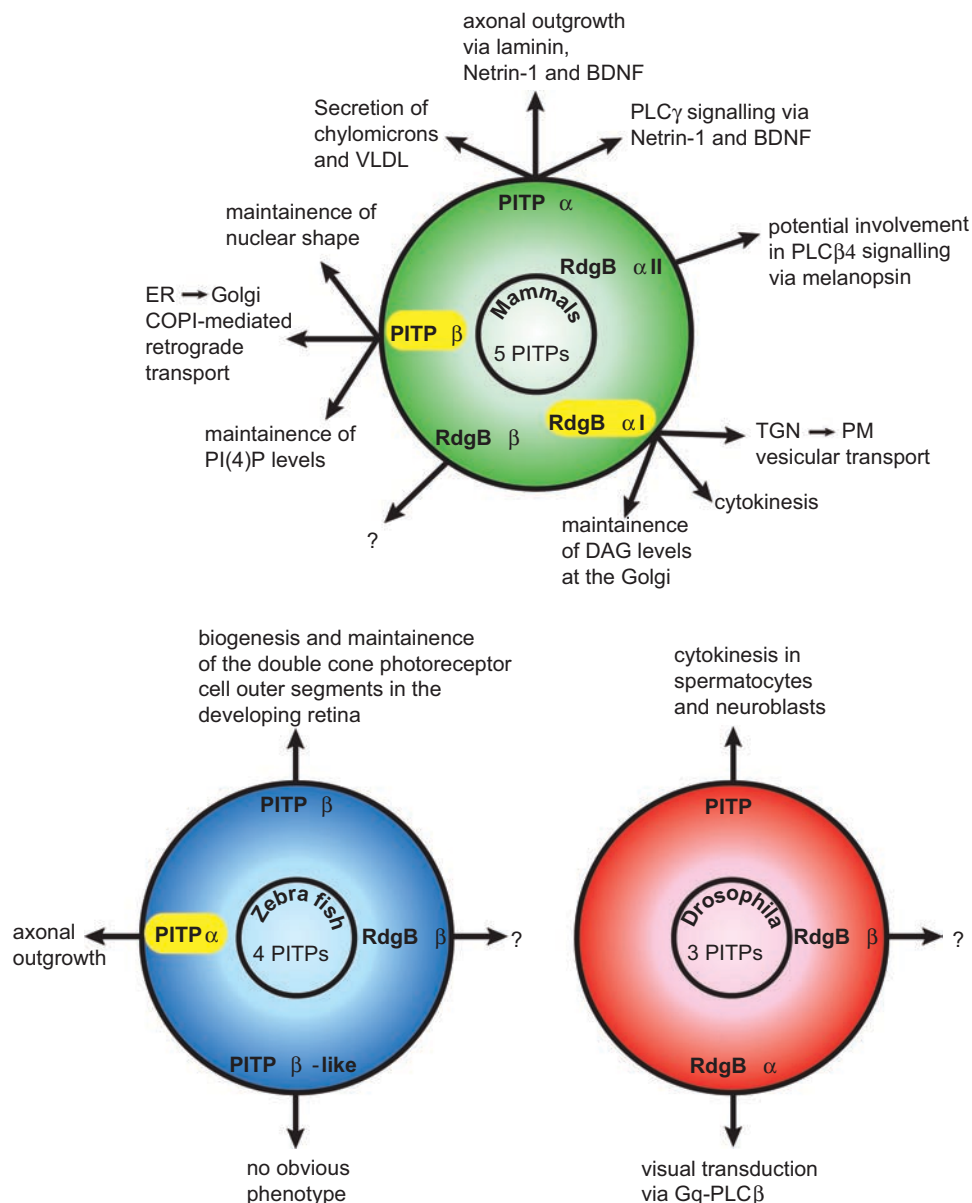 axonal outgrowth
via laminin,
Netrin-1 and BDNF
Secretion of
chylomicrons
and VLDL
PLCγ signalling via
Netrin-1 and BDNF
maintainence of
nuclear shape
PITP α
potential involvement
in PLCβ4 signalling
via melanopsin
RdgB αII
ER → Golgi
COPI-mediated
retrograde
transport
PITP β
Mammals
5 PITPs
RdgB αI
RdgB β
maintainence of
PI(4)P levels
TGN → PM
vesicular transport
cytokinesis
?
maintainence
of DAG levels
at the Golgi
biogenesis and maintainence
of the double cone photoreceptor
cell outer segments in the
developing retina
PITP β
axonal
outgrowth
PITPα
Zebra fish
4 PITPs
RdgB β
?
PITP β -like
no obvious
phenotype
cytokinesis in
spermatocytes
and neuroblasts
PITP
Drosophila
3 PITPs
RdgB β
?
RdgB α
visual transduction
via Gq-PLCβ